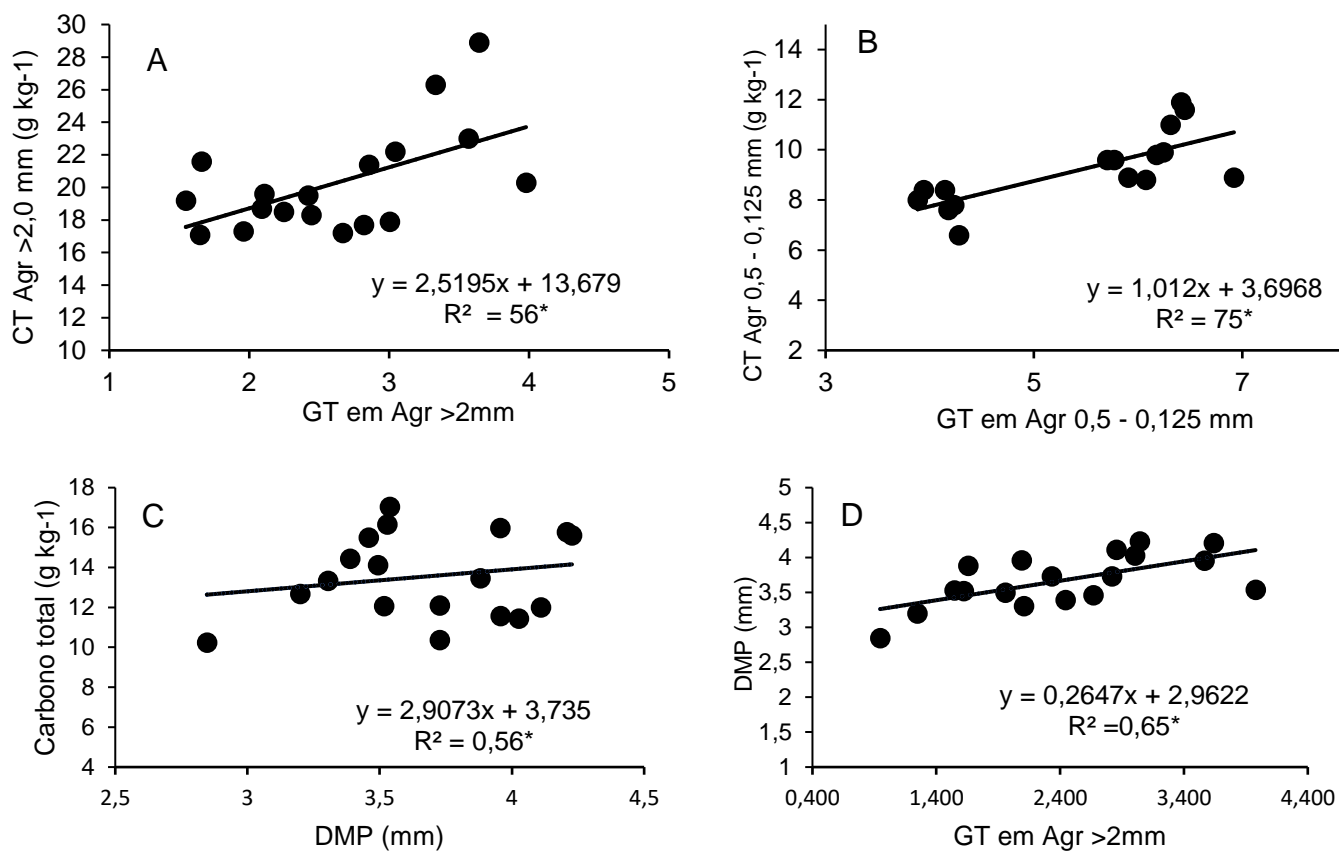 A
CT Agr >2,0 mm (g kg-1)
30
28
26
24
22
20
18
16
14
12
10
y = 2,5195x + 13,679
R² = 56*
1 2 3 4 5
GT em Agr >2mm
B
CT Agr 0,5 - 0,125 mm (g kg-1)
14
12
10
8
6
4
2
y = 1,012x + 3,6968
R² = 75*
3 5 7
GT em Agr 0,5 - 0,125 mm
C
Carbono total (g kg-1)
18
16
14
12
10
8
6
4
y = 2,9073x + 3,735
R² = 0,56*
2,5 3 3,5 4 4,5
DMP (mm)
D
DMP (mm)
5
4,5
4
3,5
3
2,5
2
1,5
1
y = 0,2647x + 2,9622
R² =0,65*
0,400 1,400 2,400 3,400 4,400
GT em Agr >2mm